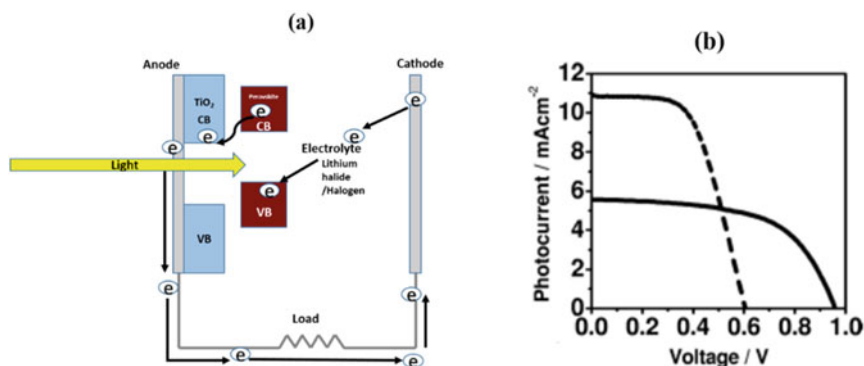 (a)
Anode
Cathode
TiO₂
CB
e
Perovskite
e
CB
e
e
e
Electrolyte
Lithium
halide
/Halogen
Light
e
VB
VB
e
e
Load
e
e
(b)
12
10
8
6
4
2
0
Photocurrent / mAcm⁻²
0.0 0.2 0.4 0.6 0.8 1.0
Voltage / V